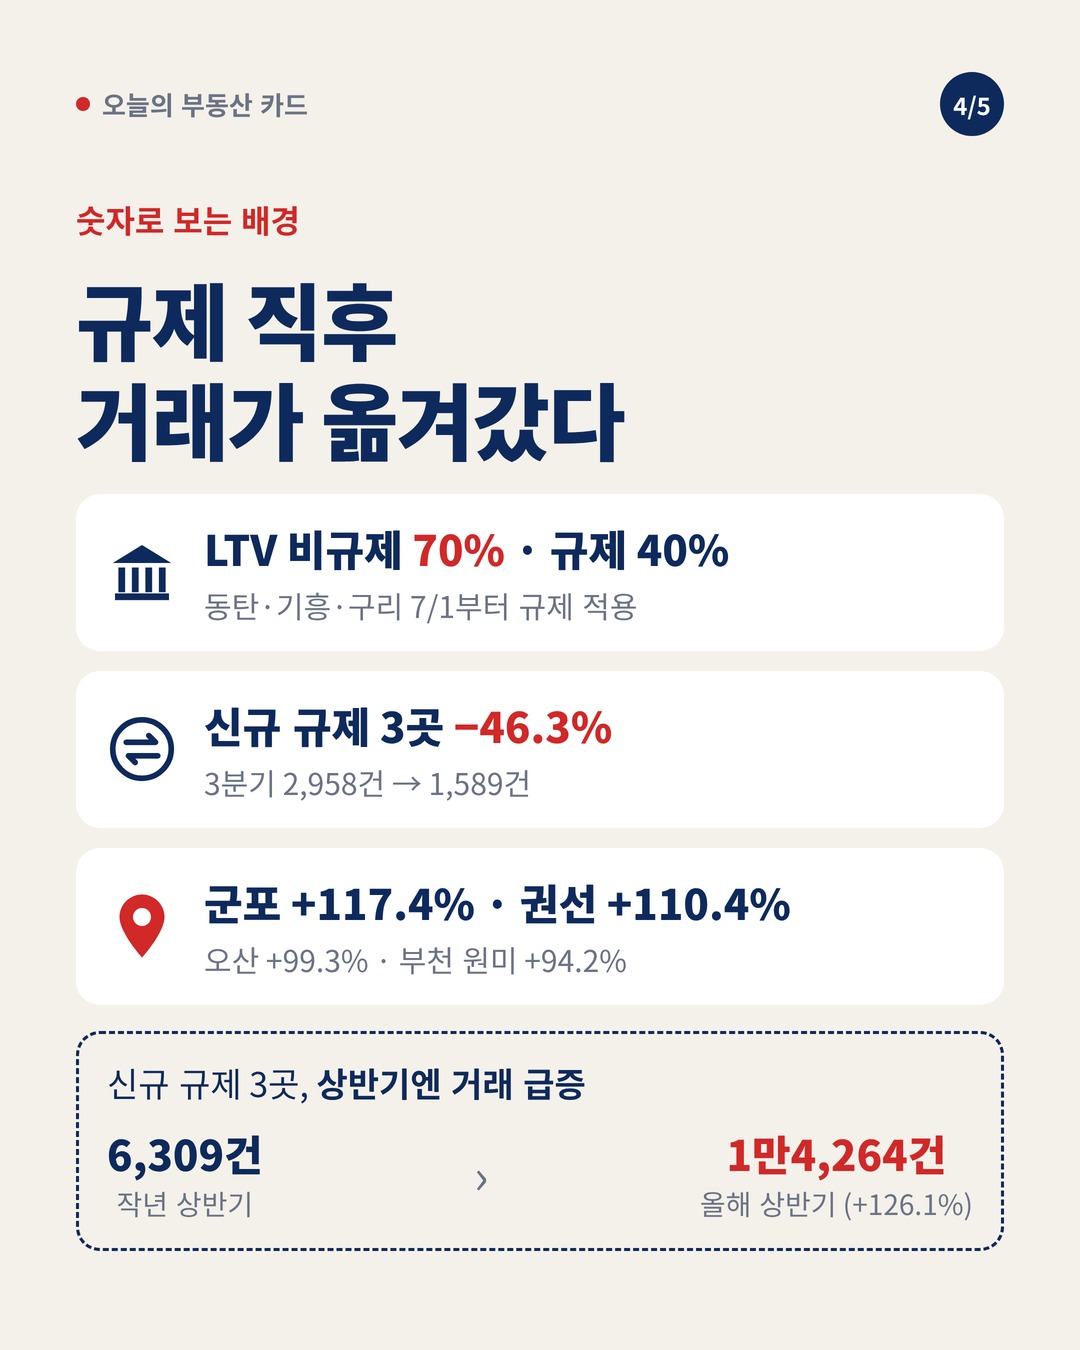 오늘의 부동산 카드
4/5
숫자로 보는 배경
규제 직후
거래가 옮겨갔다
LTV 비규제 70% · 규제 40%
동탄·기흥·구리 7/1부터 규제 적용
신규 규제 3곳 −46.3%
3분기 2,958건 → 1,589건
군포 +117.4% · 권선 +110.4%
오산 +99.3% · 부천 원미 +94.2%
신규 규제 3곳, 상반기엔 거래 급증
6,309건 › 1만4,264건
작년 상반기 올해 상반기 (+126.1%)